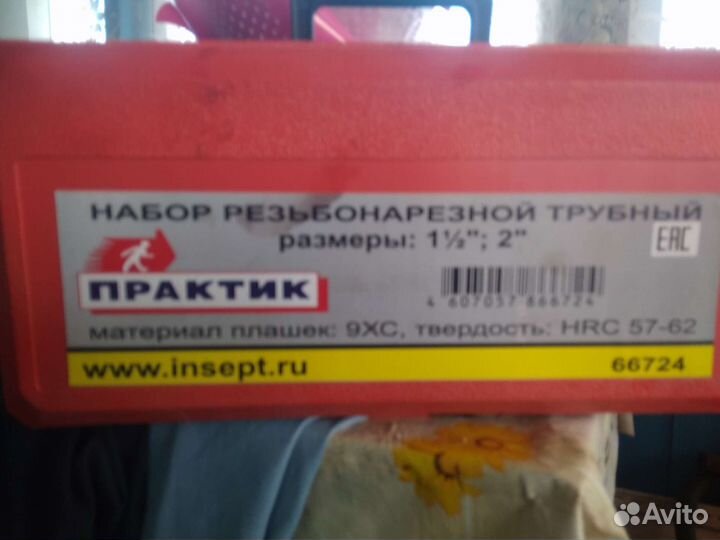 НАБОР РЕЗЬБОНАРЕЗНОЙ ТРУБНЫЙ
размеры: 1½"; 2"
EAC
ПРАКТИК
4 607057 866724
материал плашек: 9ХС, твердость: HRC 57-62
www.insept.ru
66724
Avito